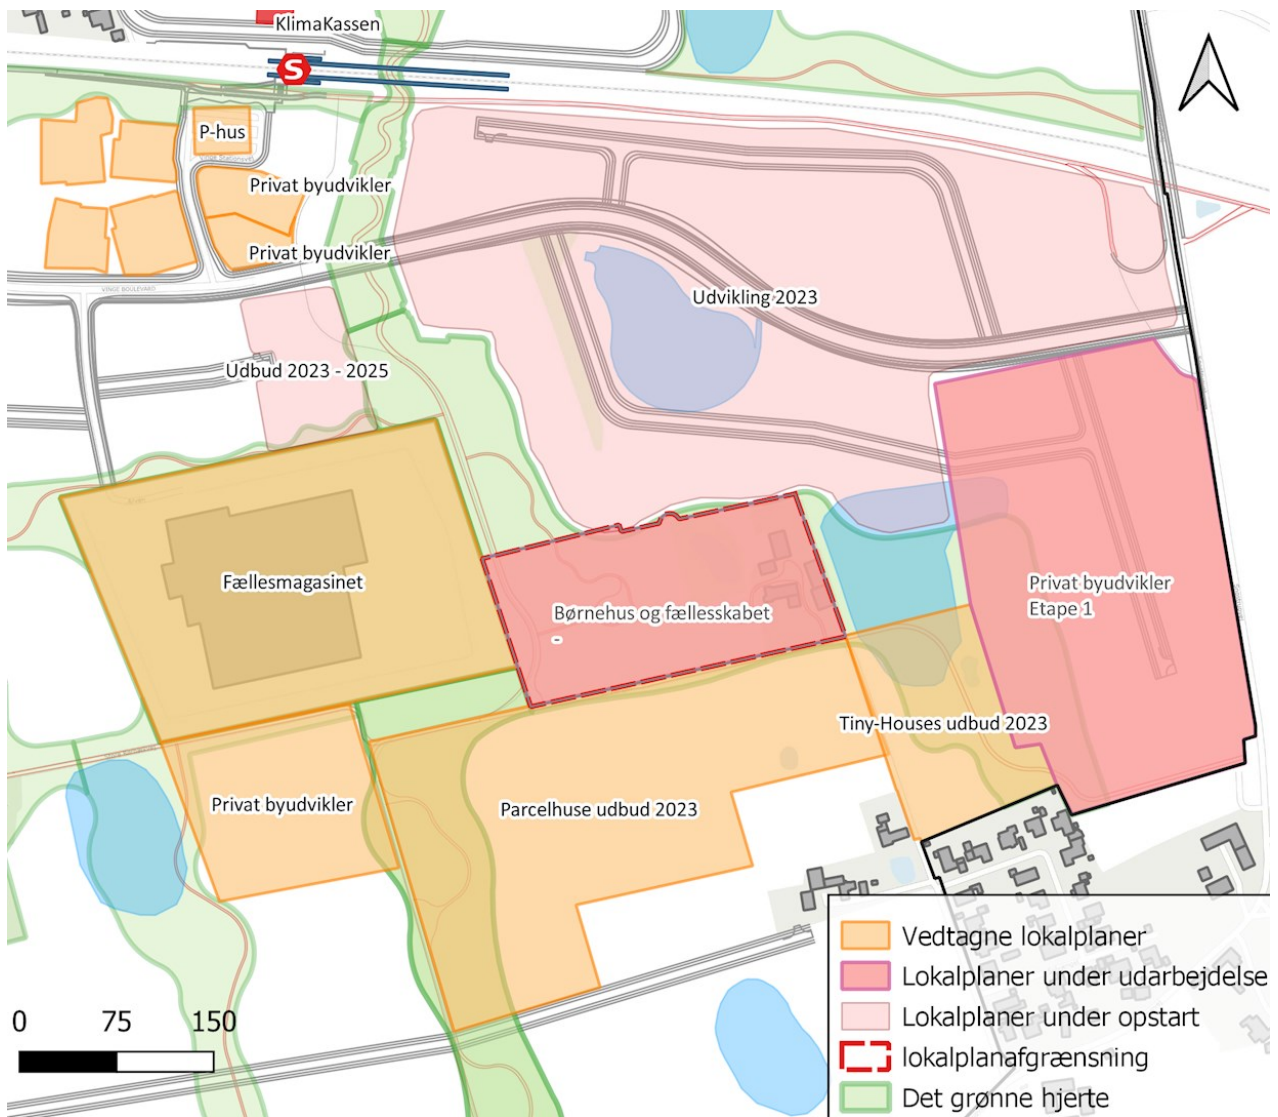 KlimaKassen
S
P-hus
Privat byudvikler
Privat byudvikler
VINGE BOULEVARD
Udvikling 2023
Udbud 2023 - 2025
Fællesmagasinet
Børnehus og fællesskabet
-
Privat byudvikler
Etape 1
Tiny-Houses udbud 2023
Privat byudvikler
Parcelhuse udbud 2023
Vedtagne lokalplaner
Lokalplaner under udarbejdelse
Lokalplaner under opstart
lokalplanafgrænsning
Det grønne hjerte
0 75 150